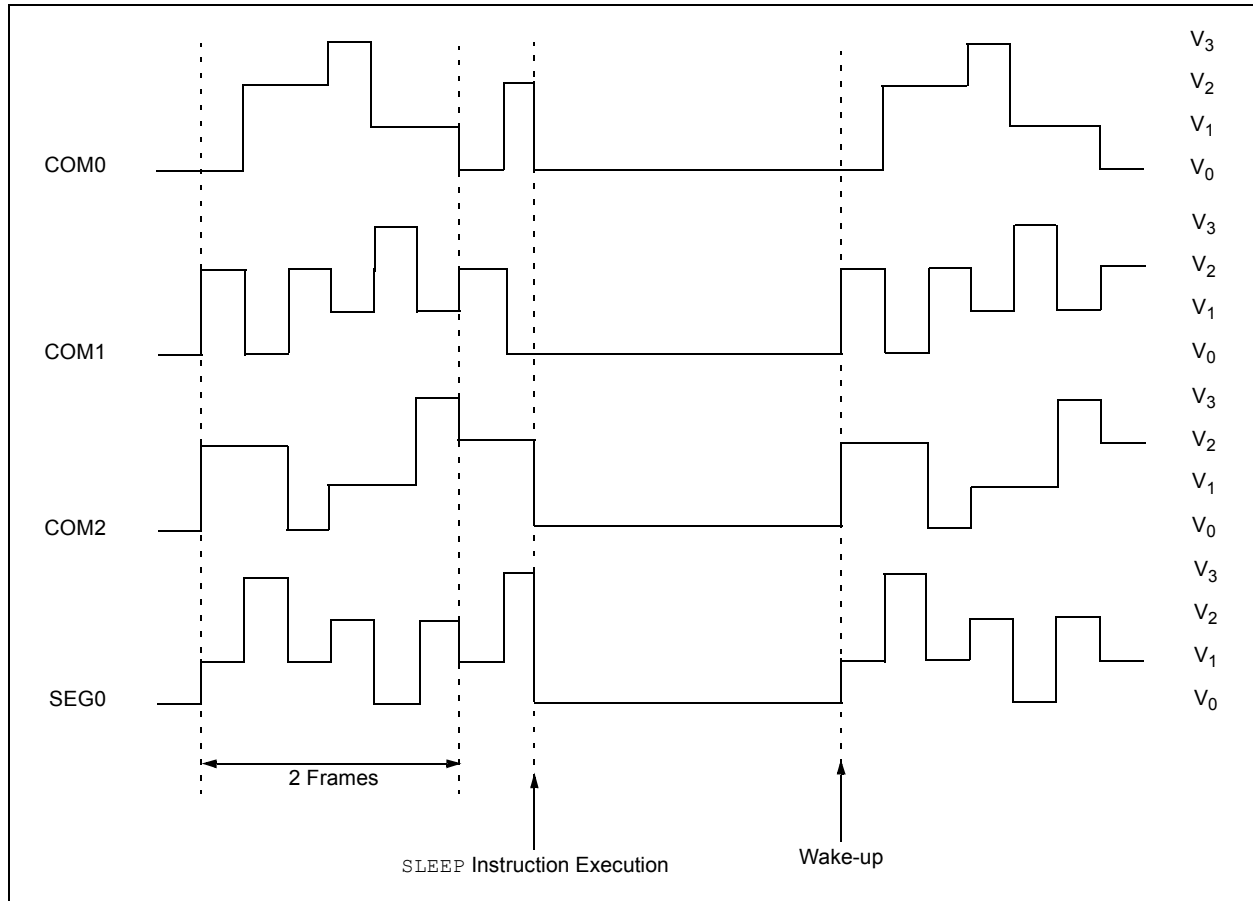 V3
V2
V1
COM0 V0
V3
V2
V1
COM1 V0
V3
V2
V1
COM2 V0
V3
V2
V1
SEG0 V0
2 Frames
SLEEP Instruction Execution
Wake-up